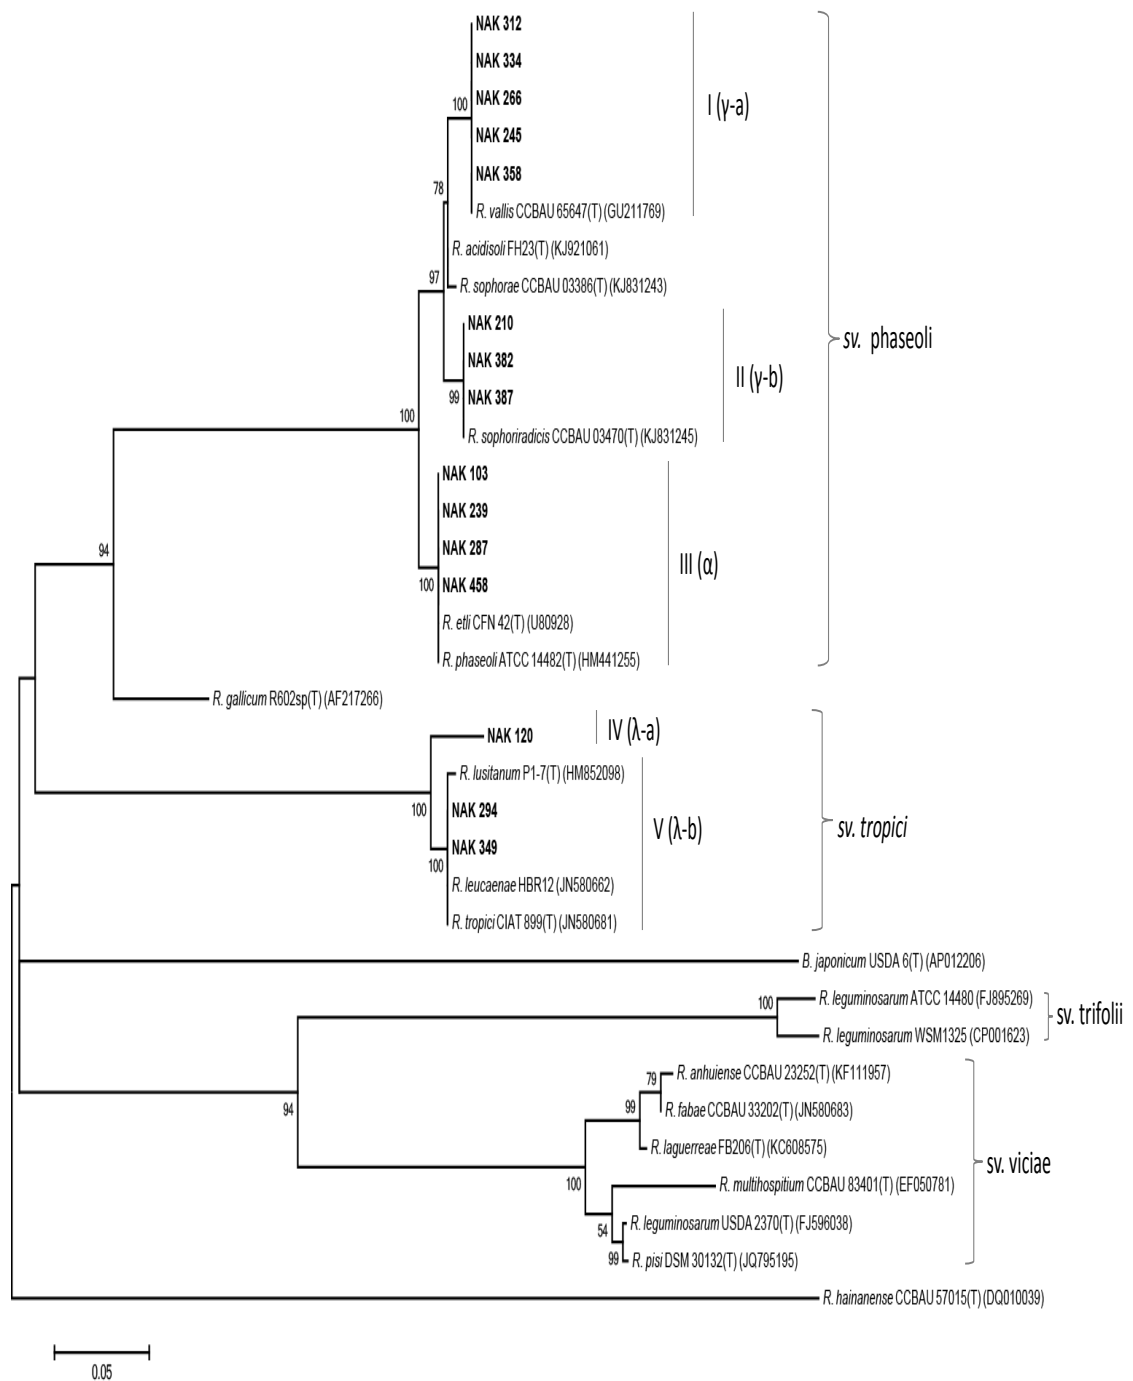 NAK 312
NAK 334
100
NAK 266
I (γ-a)
NAK 245
NAK 358
78
R. vallis CCBAU 65647(T) (GU211769)
R. acidisoli FH23(T) (KJ921061)
97
R. sophorae CCBAU 03386(T) (KJ831243)
NAK 210
sv. phaseoli
NAK 382
II (γ-b)
99
NAK 387
100
R. sophoriradicis CCBAU 03470(T) (KJ831245)
NAK 103
NAK 239
94
NAK 287
III (α)
100
NAK 458
R. etli CFN 42(T) (U80928)
R. phaseoli ATCC 14482(T) (HM441255)
R. gallicum R602sp(T) (AF217266)
NAK 120
IV (λ-a)
R. lusitanum P1-7(T) (HM852098)
100
NAK 294
V (λ-b)
sv. tropici
NAK 349
100
R. leucaenae HBR12 (JN580662)
R. tropici CIAT 899(T) (JN580681)
B. japonicum USDA 6(T) (AP012206)
100
R. leguminosarum ATCC 14480 (FJ895269)
sv. trifolii
R. leguminosarum WSM1325 (CP001623)
79
R. anhuiense CCBAU 23252(T) (KF111957)
94
99
R. fabae CCBAU 33202(T) (JN580683)
R. laguerreae FB206(T) (KC608575)
sv. viciae
100
R. multihospitium CCBAU 83401(T) (EF050781)
54
R. leguminosarum USDA 2370(T) (FJ596038)
99
R. pisi DSM 30132(T) (JQ795195)
R. hainanense CCBAU 57015(T) (DQ010039)
0.05